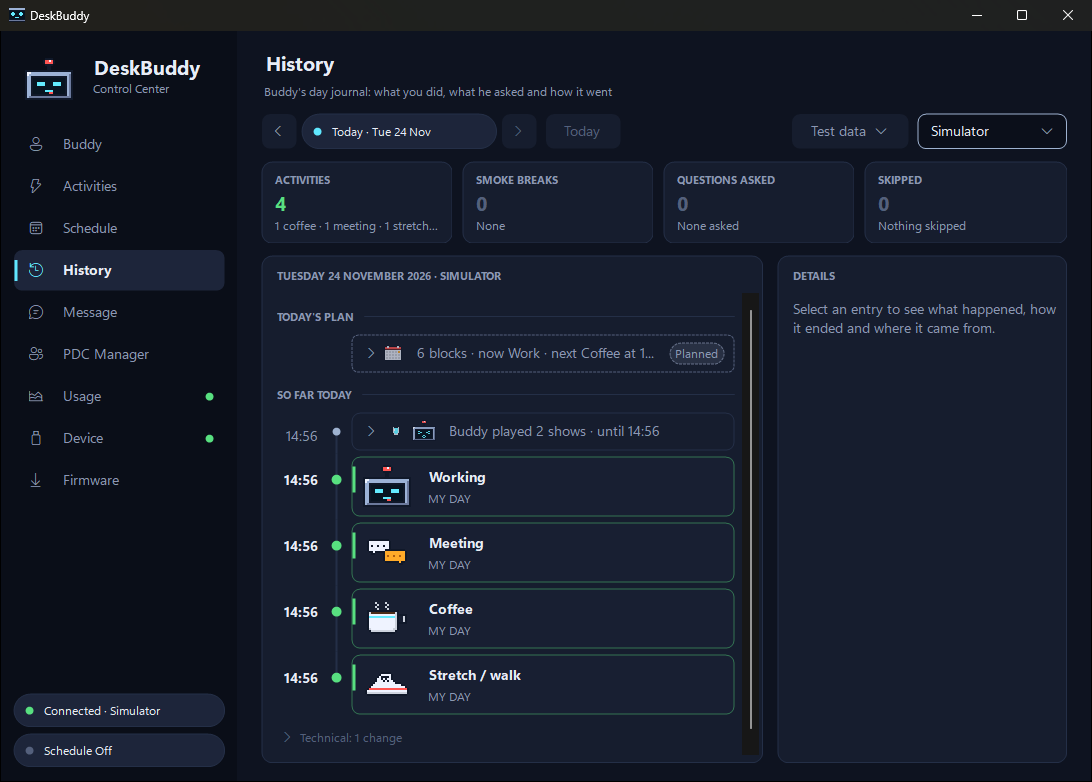 DeskBuddy
DeskBuddy
Control Center
Buddy
Activities
Schedule
History
Message
PDC Manager
Usage
Device
Firmware
Connected · Simulator
Schedule Off
History
Buddy's day journal: what you did, what he asked and how it went
Today · Tue 24 Nov
Today
Test data
Simulator
ACTIVITIES
4
1 coffee · 1 meeting · 1 stretch...
SMOKE BREAKS
0
None
QUESTIONS ASKED
0
None asked
SKIPPED
0
Nothing skipped
TUESDAY 24 NOVEMBER 2026 · SIMULATOR
TODAY'S PLAN
6 blocks · now Work · next Coffee at 1... Planned
SO FAR TODAY
14:56 Buddy played 2 shows · until 14:56
14:56 Working
MY DAY
14:56 Meeting
MY DAY
14:56 Coffee
MY DAY
14:56 Stretch / walk
MY DAY
Technical: 1 change
DETAILS
Select an entry to see what happened, how
it ended and where it came from.